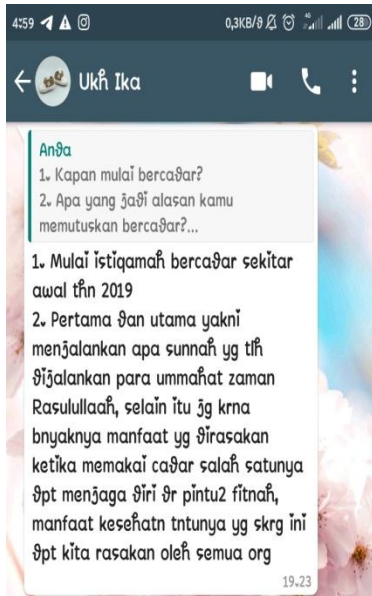 4:59
0,3KB/d
28
Ukh Ika
Anda
1. Kapan mulai bercadar?
2. Apa yang jadi alasan kamu
memutuskan bercadar?...
1. Mulai istiqamah bercadar sekitar
awal thn 2019
2. Pertama dan utama yakni
menjalankan apa sunnah yg tlh
dijalankan para ummahat zaman
Rasulullaah, selain itu jg krna
bnyaknya manfaat yg dirasakan
ketika memakai cadar salah satunya
dpt menjaga diri dr pintu2 fitnah,
manfaat kesehatn tntunya yg skrg ini
dpt kita rasakan oleh semua org
19.23